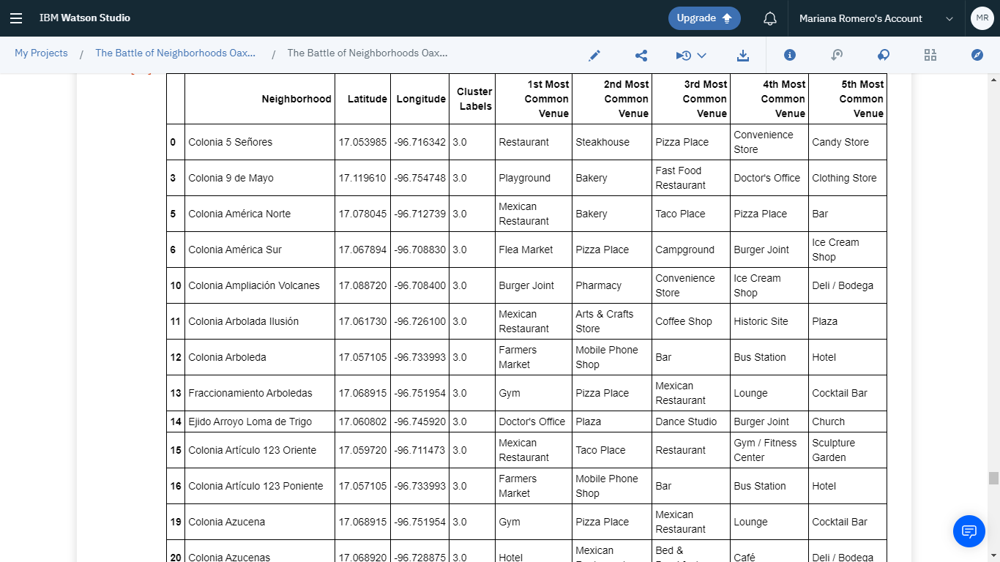 IBM Watson Studio
Upgrade
Mariana Romero's Account
MR
My Projects / The Battle of Neighborhoods Oax... / The Battle of Neighborhoods Oax...
Neighborhood Latitude Longitude Cluster Labels 1st Most Common Venue 2nd Most Common Venue 3rd Most Common Venue 4th Most Common Venue 5th Most Common Venue
0 Colonia 5 Señores 17.053985 -96.716342 3.0 Restaurant Steakhouse Pizza Place Convenience Store Candy Store
3 Colonia 9 de Mayo 17.119610 -96.754748 3.0 Playground Bakery Fast Food Restaurant Doctor's Office Clothing Store
5 Colonia América Norte 17.078045 -96.712739 3.0 Mexican Restaurant Bakery Taco Place Pizza Place Bar
6 Colonia América Sur 17.067894 -96.708830 3.0 Flea Market Pizza Place Campground Burger Joint Ice Cream Shop
10 Colonia Ampliación Volcanes 17.088720 -96.708400 3.0 Burger Joint Pharmacy Convenience Store Ice Cream Shop Deli / Bodega
11 Colonia Arbolada Ilusión 17.061730 -96.726100 3.0 Mexican Restaurant Arts & Crafts Store Coffee Shop Historic Site Plaza
12 Colonia Arboleda 17.057105 -96.733993 3.0 Farmers Market Mobile Phone Shop Bar Bus Station Hotel
13 Fraccionamiento Arboledas 17.068915 -96.751954 3.0 Gym Pizza Place Mexican Restaurant Lounge Cocktail Bar
14 Ejido Arroyo Loma de Trigo 17.060802 -96.745920 3.0 Doctor's Office Plaza Dance Studio Burger Joint Church
15 Colonia Artículo 123 Oriente 17.059720 -96.711473 3.0 Mexican Restaurant Taco Place Restaurant Gym / Fitness Center Sculpture Garden
16 Colonia Artículo 123 Poniente 17.057105 -96.733993 3.0 Farmers Market Mobile Phone Shop Bar Bus Station Hotel
19 Colonia Azucena 17.068915 -96.751954 3.0 Gym Pizza Place Mexican Restaurant Lounge Cocktail Bar
20 Colonia Azucenas 17.068920 -96.728875 3.0 Hotel Mexican Bed & Café Deli / Bodega